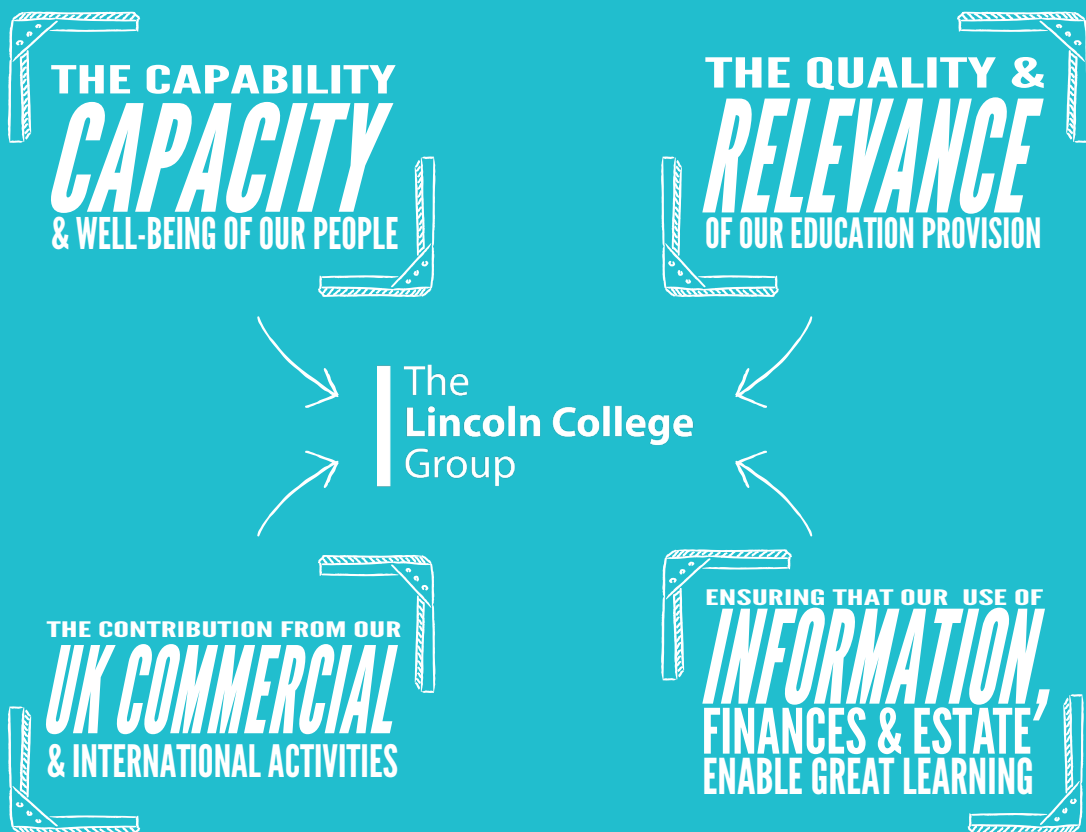 THE CAPABILITY
CAPACITY
& WELL-BEING OF OUR PEOPLE
THE QUALITY &
RELEVANCE
OF OUR EDUCATION PROVISION
The
Lincoln College
Group
THE CONTRIBUTION FROM OUR
UK COMMERCIAL
& INTERNATIONAL ACTIVITIES
ENSURING THAT OUR USE OF
INFORMATION,
FINANCES & ESTATE
ENABLE GREAT LEARNING